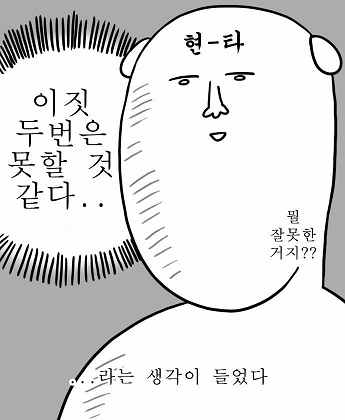 현-타
이짓
두번은
못할 것
같다..
뭘
잘못한
거지??
...라는 생각이 들었다